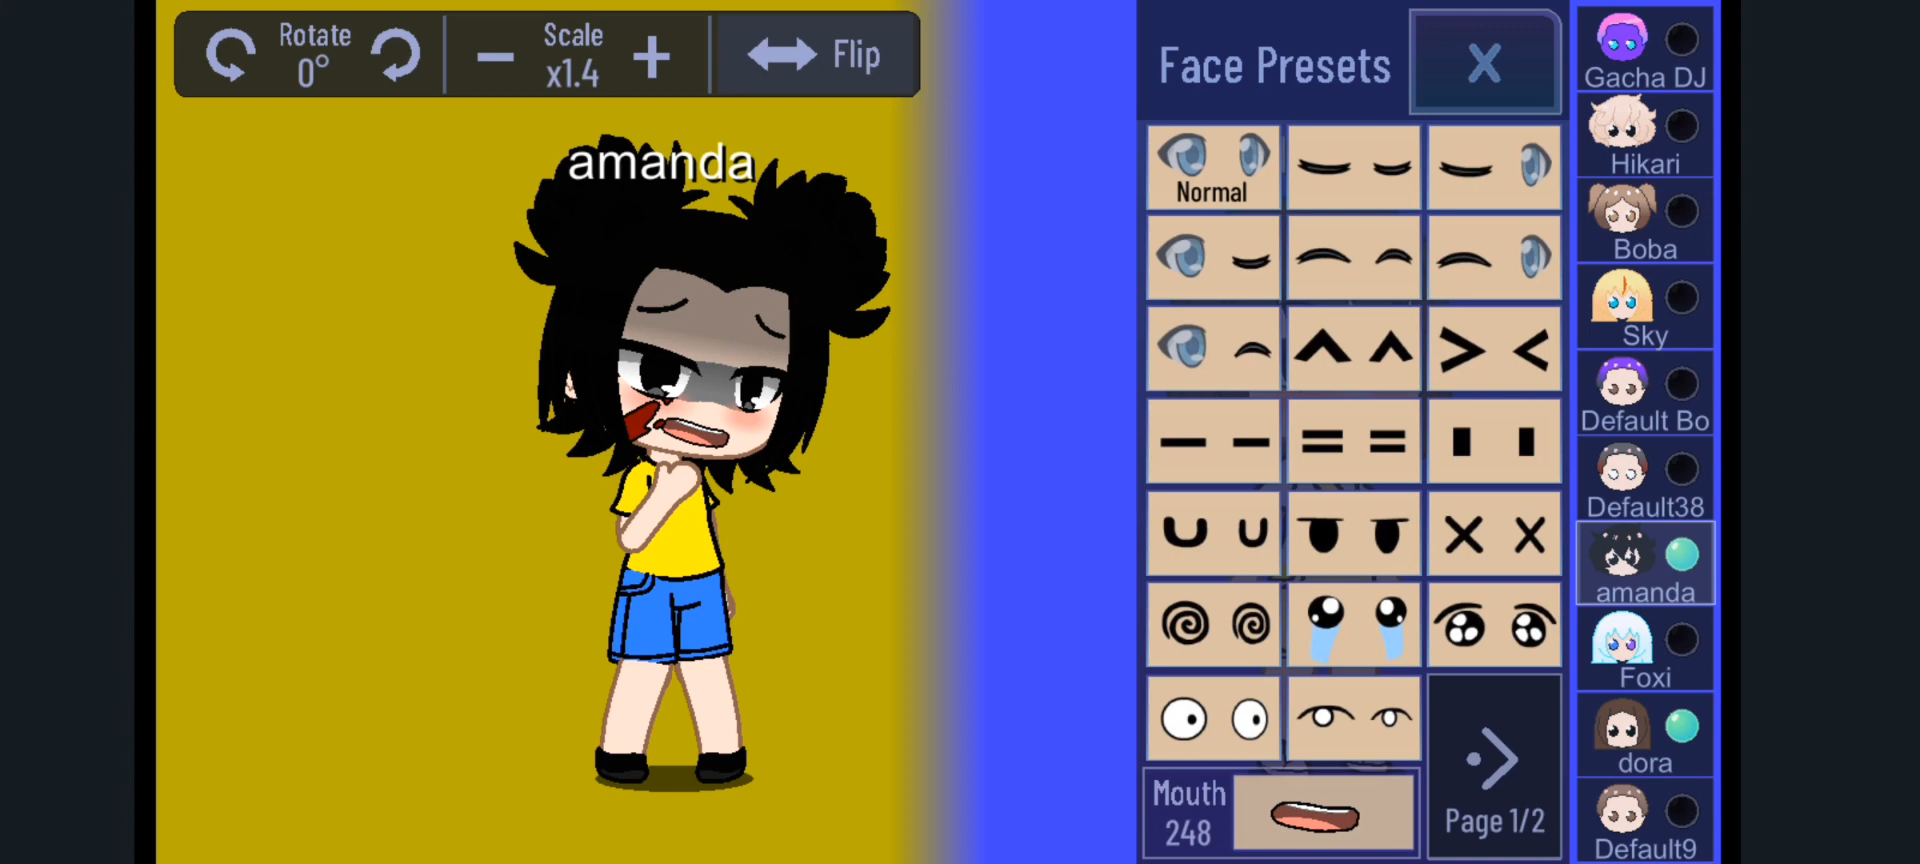 Rotate
0°
Scale
x1.4
Flip
amanda
Face Presets
X
Normal
Mouth
248
Page 1/2
Gacha DJ
Hikari
Boba
Sky
Default Bo
Default38
amanda
Foxi
dora
Default9